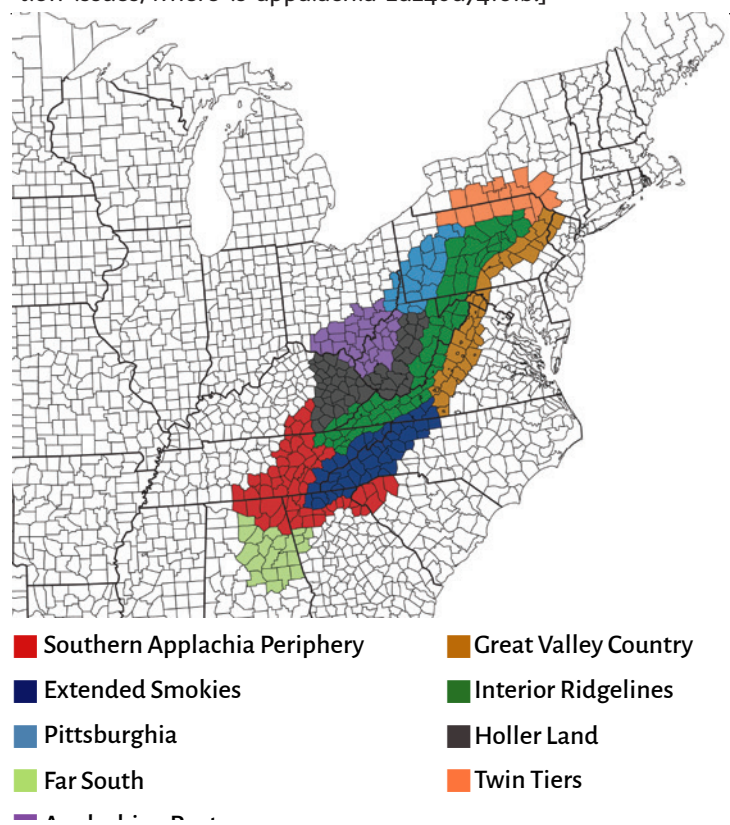 Southern Applachia Periphery
Extended Smokies
Pittsburghia
Far South
Great Valley Country
Interior Ridgelines
Holler Land
Twin Tiers